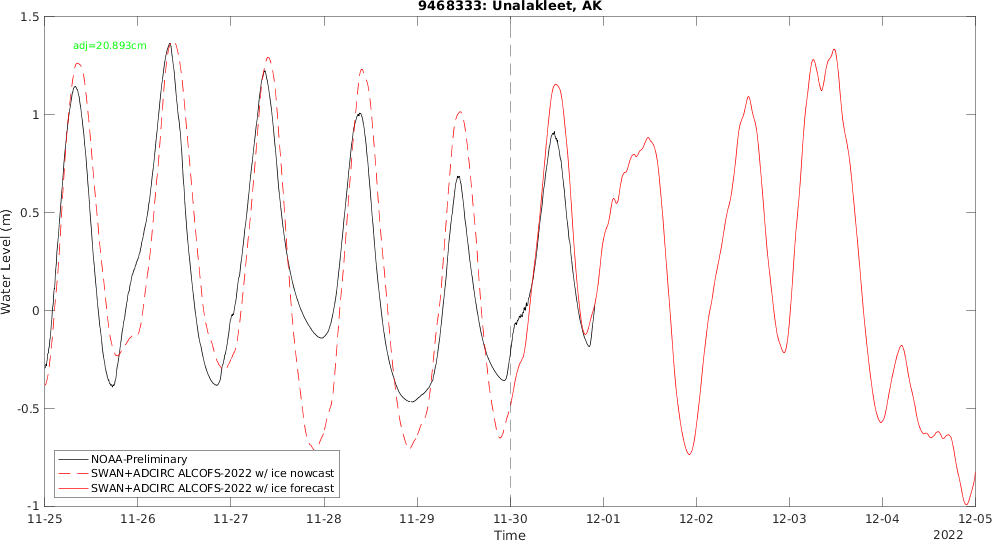 9468333: Unalakleet, AK
adj=20.893cm
1.5
1
0.5
0
-0.5
-1
Water Level (m)
NOAA-Preliminary
SWAN+ADCIRC ALCOFS-2022 w/ ice nowcast
SWAN+ADCIRC ALCOFS-2022 w/ ice forecast
11-25 11-26 11-27 11-28 11-29 11-30 12-01 12-02 12-03 12-04 12-05
Time
2022